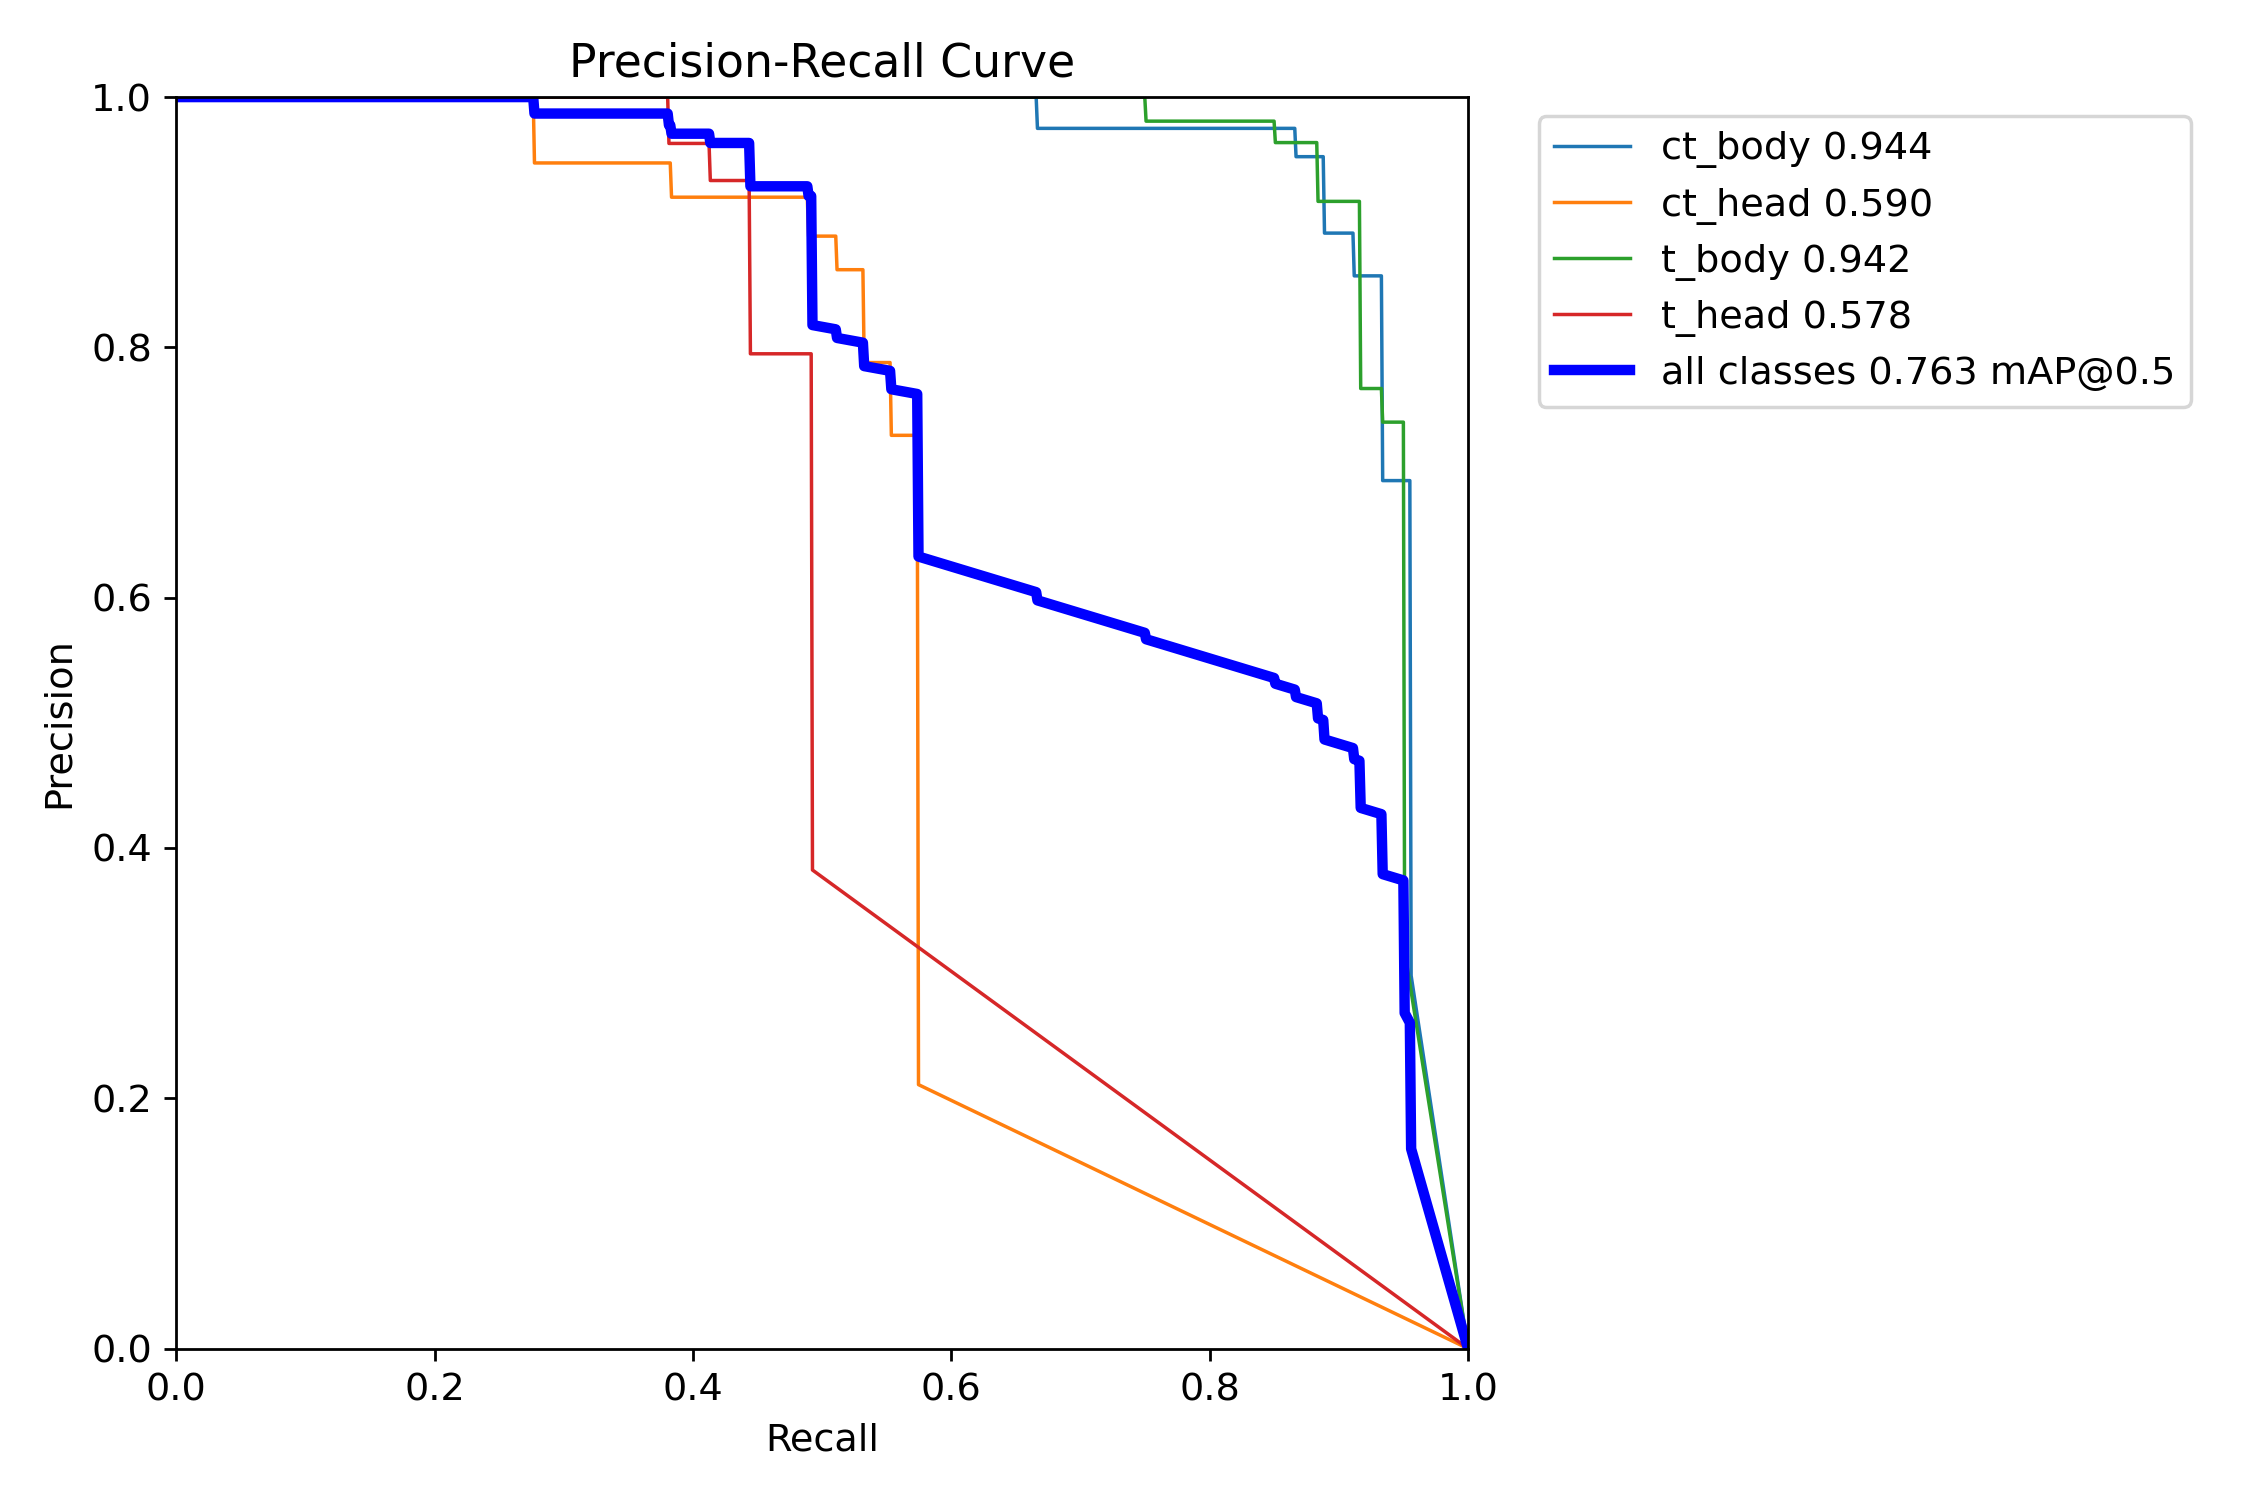 Precision-Recall Curve
1.0
0.8
0.6
0.4
0.2
0.0
Precision
0.0 0.2 0.4 0.6 0.8 1.0
Recall
ct_body 0.944
ct_head 0.590
t_body 0.942
t_head 0.578
all classes 0.763 mAP@0.5